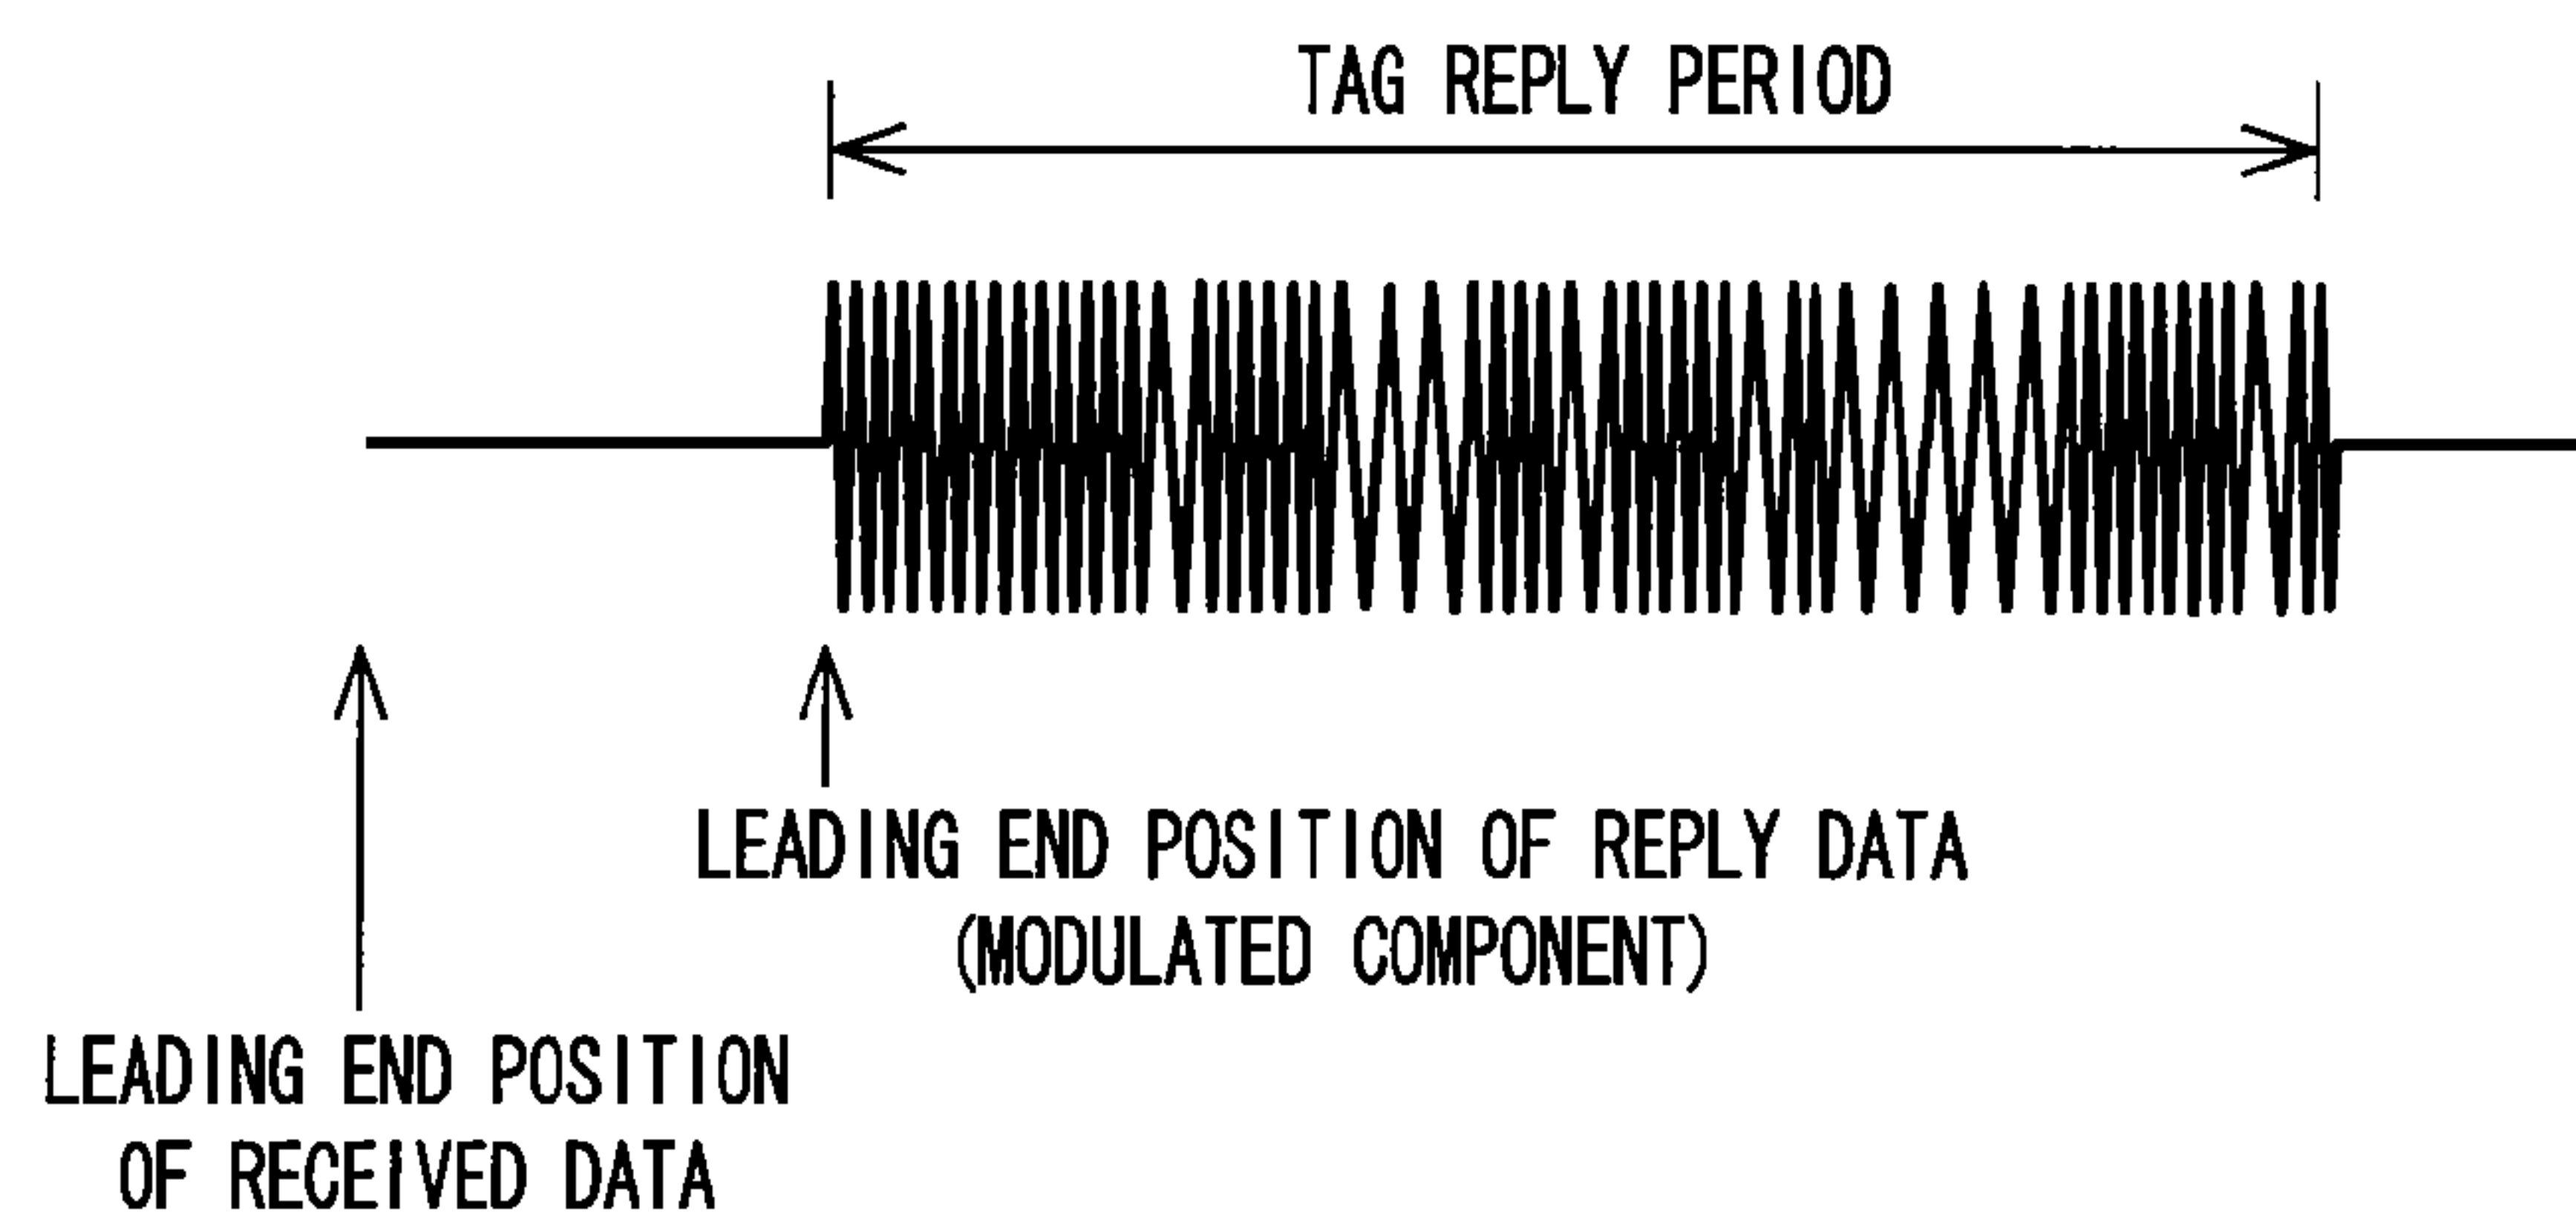 TAG REPLY PERIOD
LEADING END POSITION OF REPLY DATA
(MODULATED COMPONENT)
LEADING END POSITION
OF RECEIVED DATA